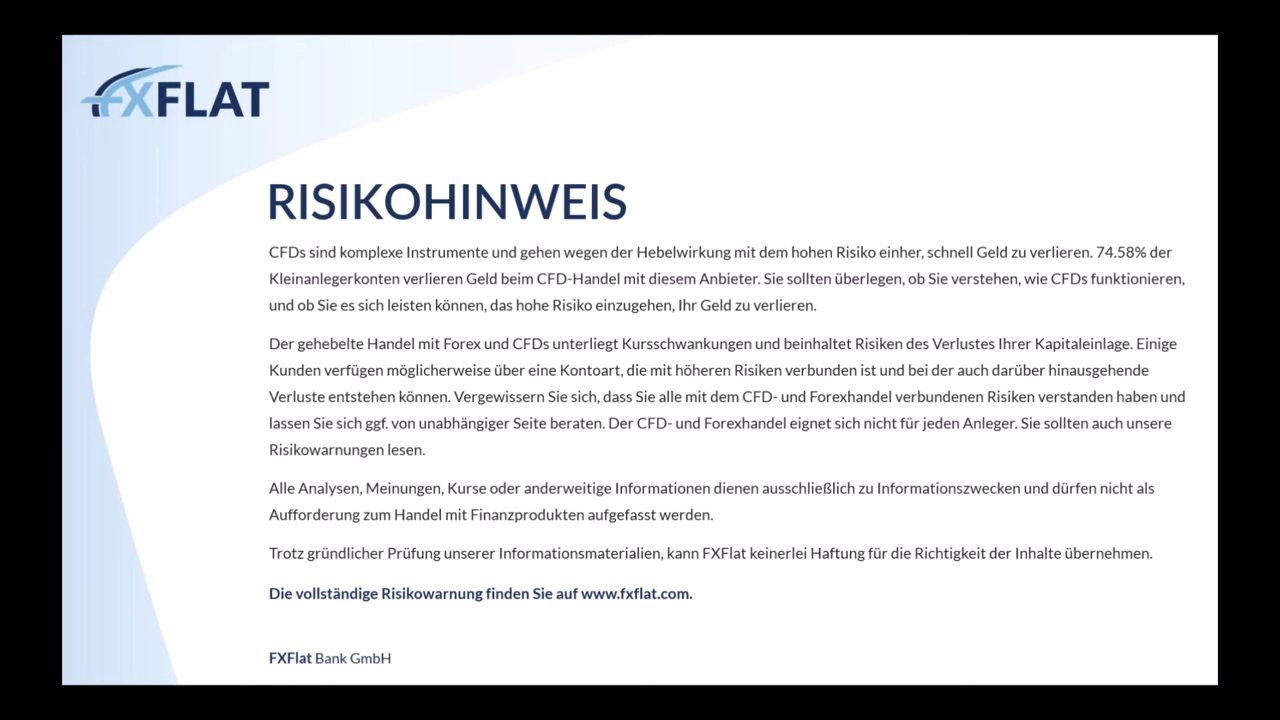 FXFLAT
RISIKOHINWEIS
CFDs sind komplexe Instrumente und gehen wegen der Hebelwirkung mit dem hohen Risiko einher, schnell Geld zu verlieren. 74.58% der
Kleinanlegerkonten verlieren Geld beim CFD-Handel mit diesem Anbieter. Sie sollten überlegen, ob Sie verstehen, wie CFDs funktionieren,
und ob Sie es sich leisten können, das hohe Risiko einzugehen, Ihr Geld zu verlieren.
Der gehebelte Handel mit Forex und CFDs unterliegt Kursschwankungen und beinhaltet Risiken des Verlustes Ihrer Kapitaleinlage. Einige
Kunden verfügen möglicherweise über eine Kontoart, die mit höheren Risiken verbunden ist und bei der auch darüber hinausgehende
Verluste entstehen können. Vergewissern Sie sich, dass Sie alle mit dem CFD- und Forexhandel verbundenen Risiken verstanden haben und
lassen Sie sich ggf. von unabhängiger Seite beraten. Der CFD- und Forexhandel eignet sich nicht für jeden Anleger. Sie sollten auch unsere
Risikowarnungen lesen.
Alle Analysen, Meinungen, Kurse oder anderweitige Informationen dienen ausschließlich zu Informationszwecken und dürfen nicht als
Aufforderung zum Handel mit Finanzprodukten aufgefasst werden.
Trotz gründlicher Prüfung unserer Informationsmaterialien, kann FXFlat keinerlei Haftung für die Richtigkeit der Inhalte übernehmen.
Die vollständige Risikowarnung finden Sie auf www.fxflat.com.
FXFlat Bank GmbH